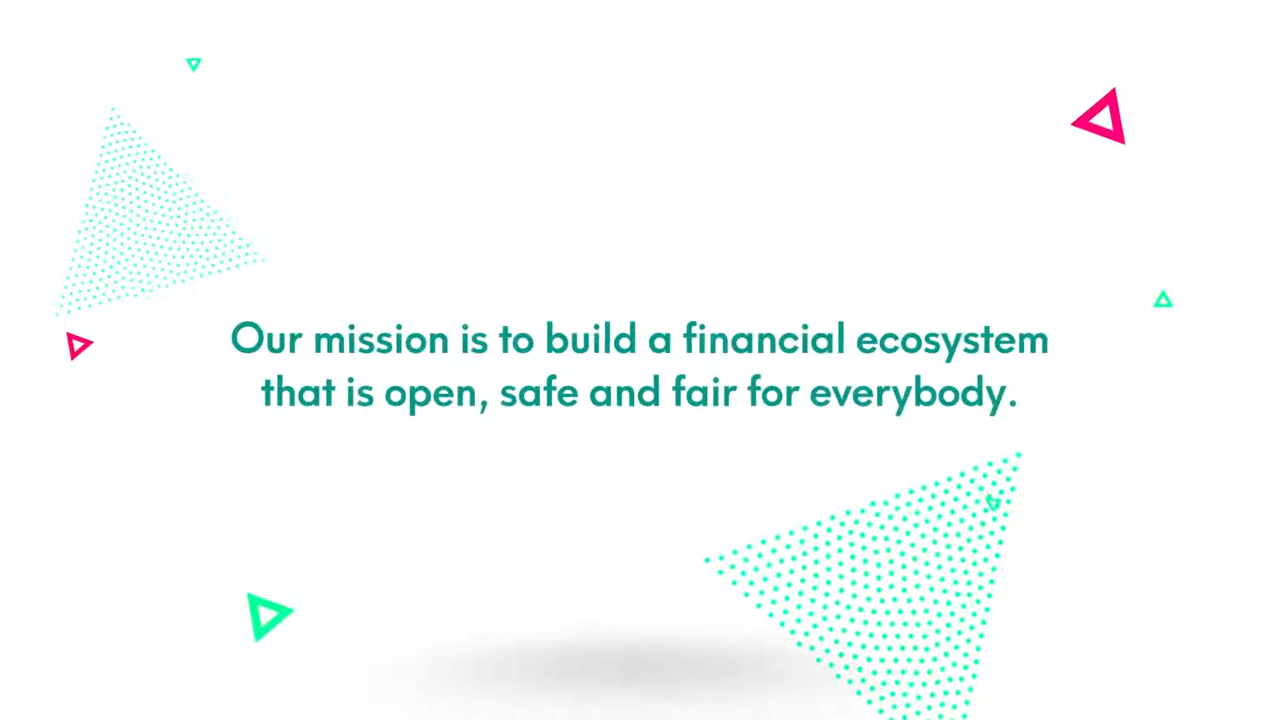 Our mission is to build a financial ecosystem
that is open, safe and fair for everybody.